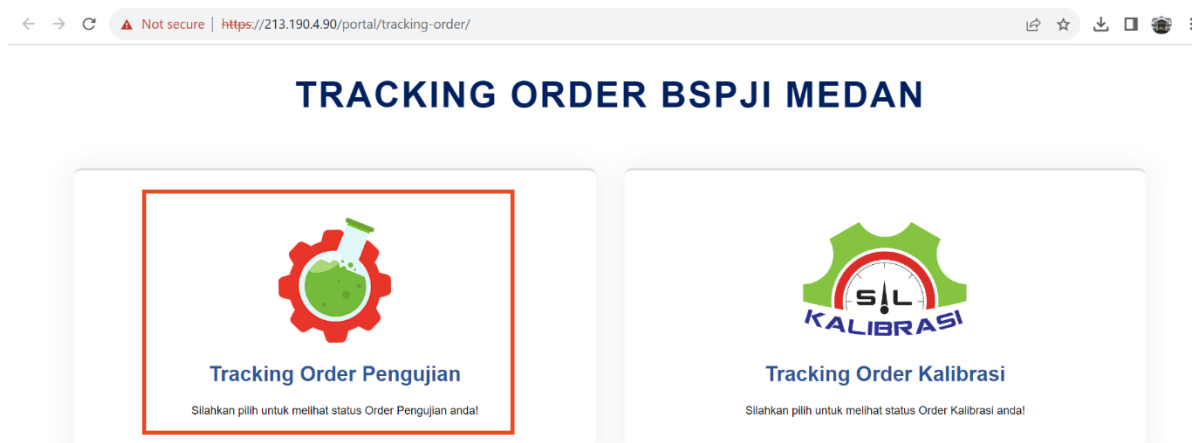 Not secure | https://213.190.4.90/portal/tracking-order/
TRACKING ORDER BSPJI MEDAN
SIL
KALIBRASI
Tracking Order Pengujian
Silahkan pilih untuk melihat status Order Pengujian anda!
Tracking Order Kalibrasi
Silahkan pilih untuk melihat status Order Kalibrasi anda!